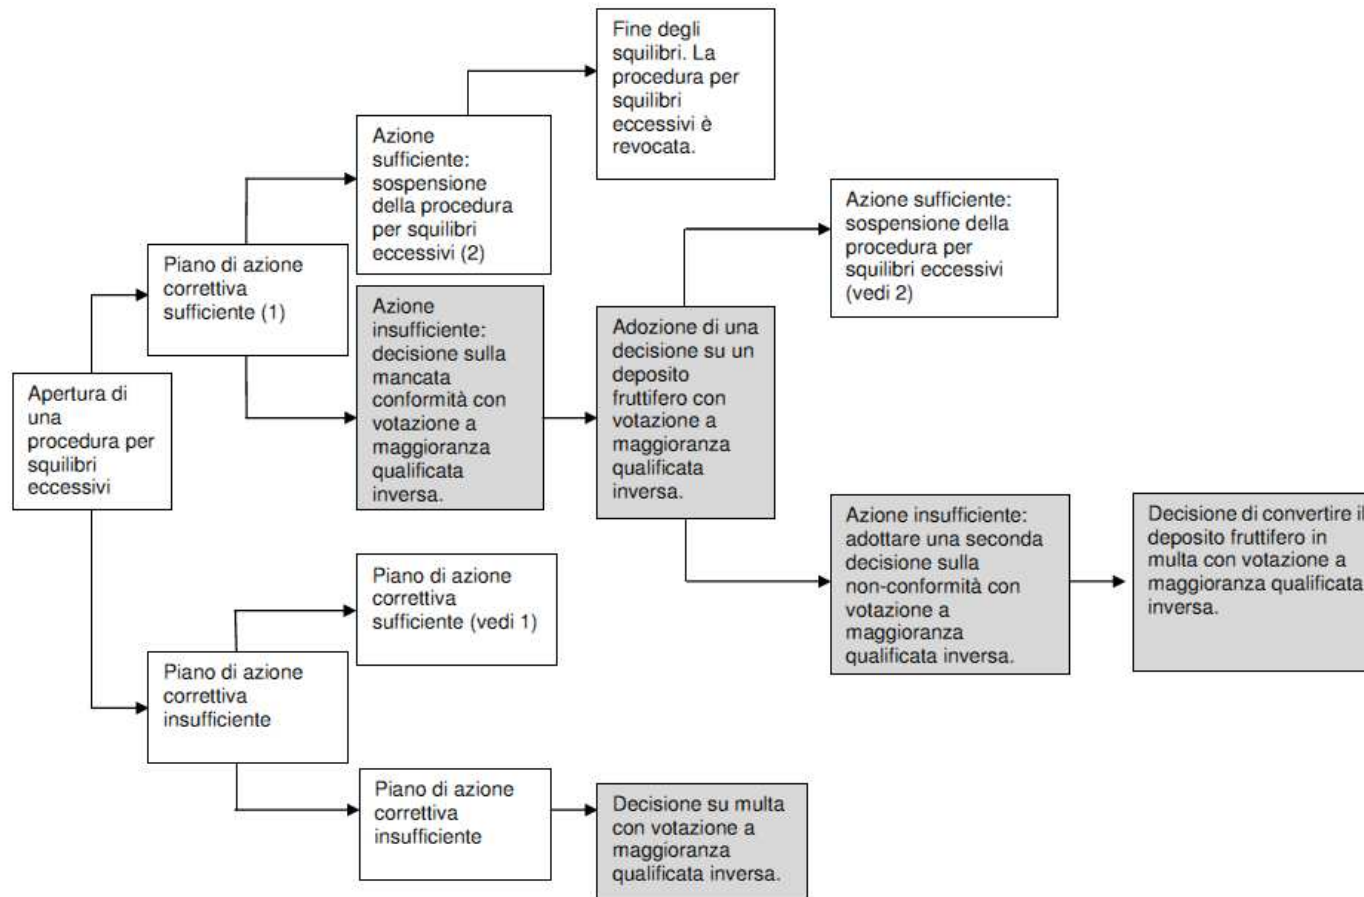 Fine degli
squilibri. La
procedura per
squilibri
eccessivi è
revocata.
Azione
sufficiente:
sospensione
della procedura
per squilibri
eccessivi (2)
Azione sufficiente:
sospensione della
procedura per
squilibri eccessivi
(vedi 2)
Piano di azione
correttiva
sufficiente (1)
Azione
insufficiente:
decisione sulla
mancata
conformità con
votazione a
maggioranza
qualificata
inversa.
Adozione di una
decisione su un
deposito
fruttifero con
votazione a
maggioranza
qualificata
inversa.
Apertura di
una
procedura per
squilibri
eccessivi
Azione insufficiente:
adottare una seconda
decisione sulla
non-conformità con
votazione a
maggioranza
qualificata inversa.
Decisione di convertire il
deposito fruttifero in
multa con votazione a
maggioranza qualificata
inversa.
Piano di azione
correttiva
sufficiente (vedi 1)
Piano di azione
correttiva
insufficiente
Piano di azione
correttiva
insufficiente
Decisione su multa
con votazione a
maggioranza
qualificata inversa.